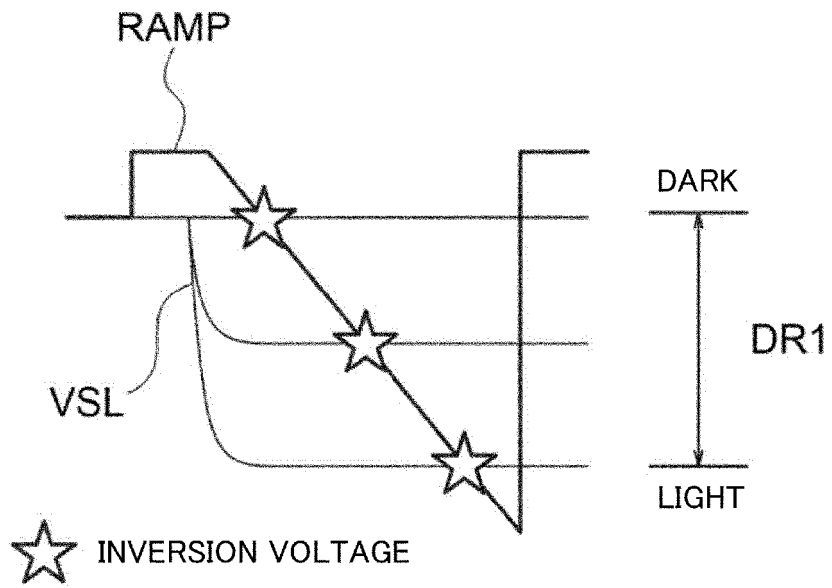 RAMP
DARK
DR1
VSL
LIGHT
INVERSION VOLTAGE